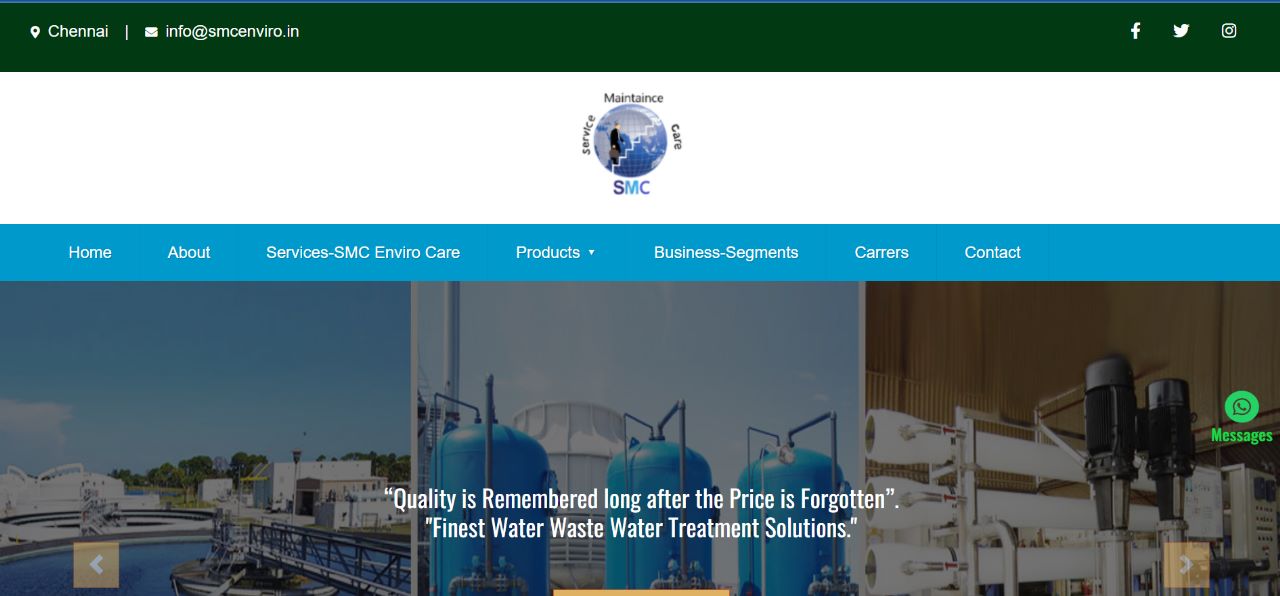 Chennai | info@smcenviro.in
Maintaince
Service
Care
SMC
Home About Services-SMC Enviro Care Products Business-Segments Carrers Contact
Messages
“Quality is Remembered long after the Price is Forgotten”.
"Finest Water Waste Water Treatment Solutions."